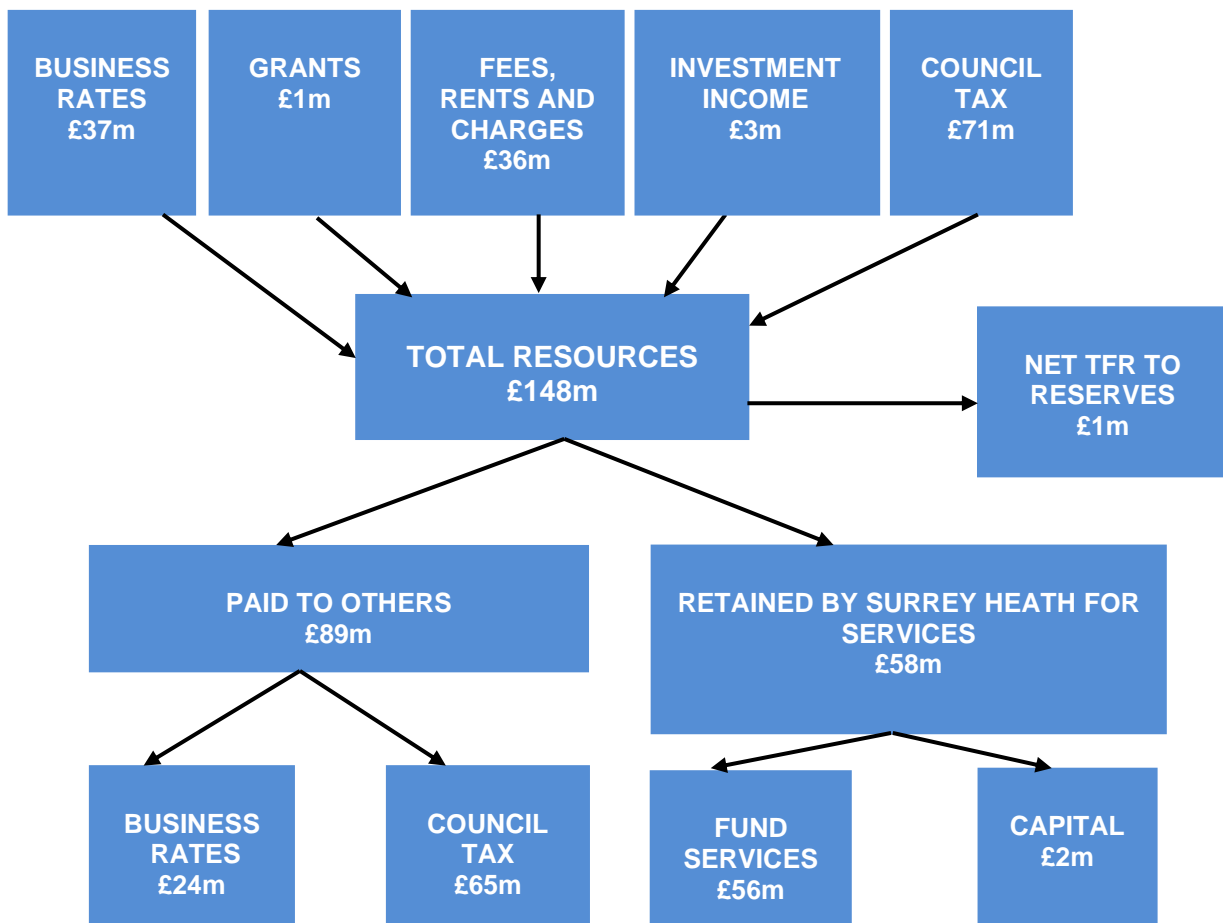 BUSINESS
RATES
£37m
GRANTS
£1m
FEES,
RENTS AND
CHARGES
£36m
INVESTMENT
INCOME
£3m
COUNCIL
TAX
£71m
TOTAL RESOURCES
£148m
NET TFR TO
RESERVES
£1m
PAID TO OTHERS
£89m
RETAINED BY SURREY HEATH FOR
SERVICES
£58m
BUSINESS
RATES
£24m
COUNCIL
TAX
£65m
FUND
SERVICES
£56m
CAPITAL
£2m